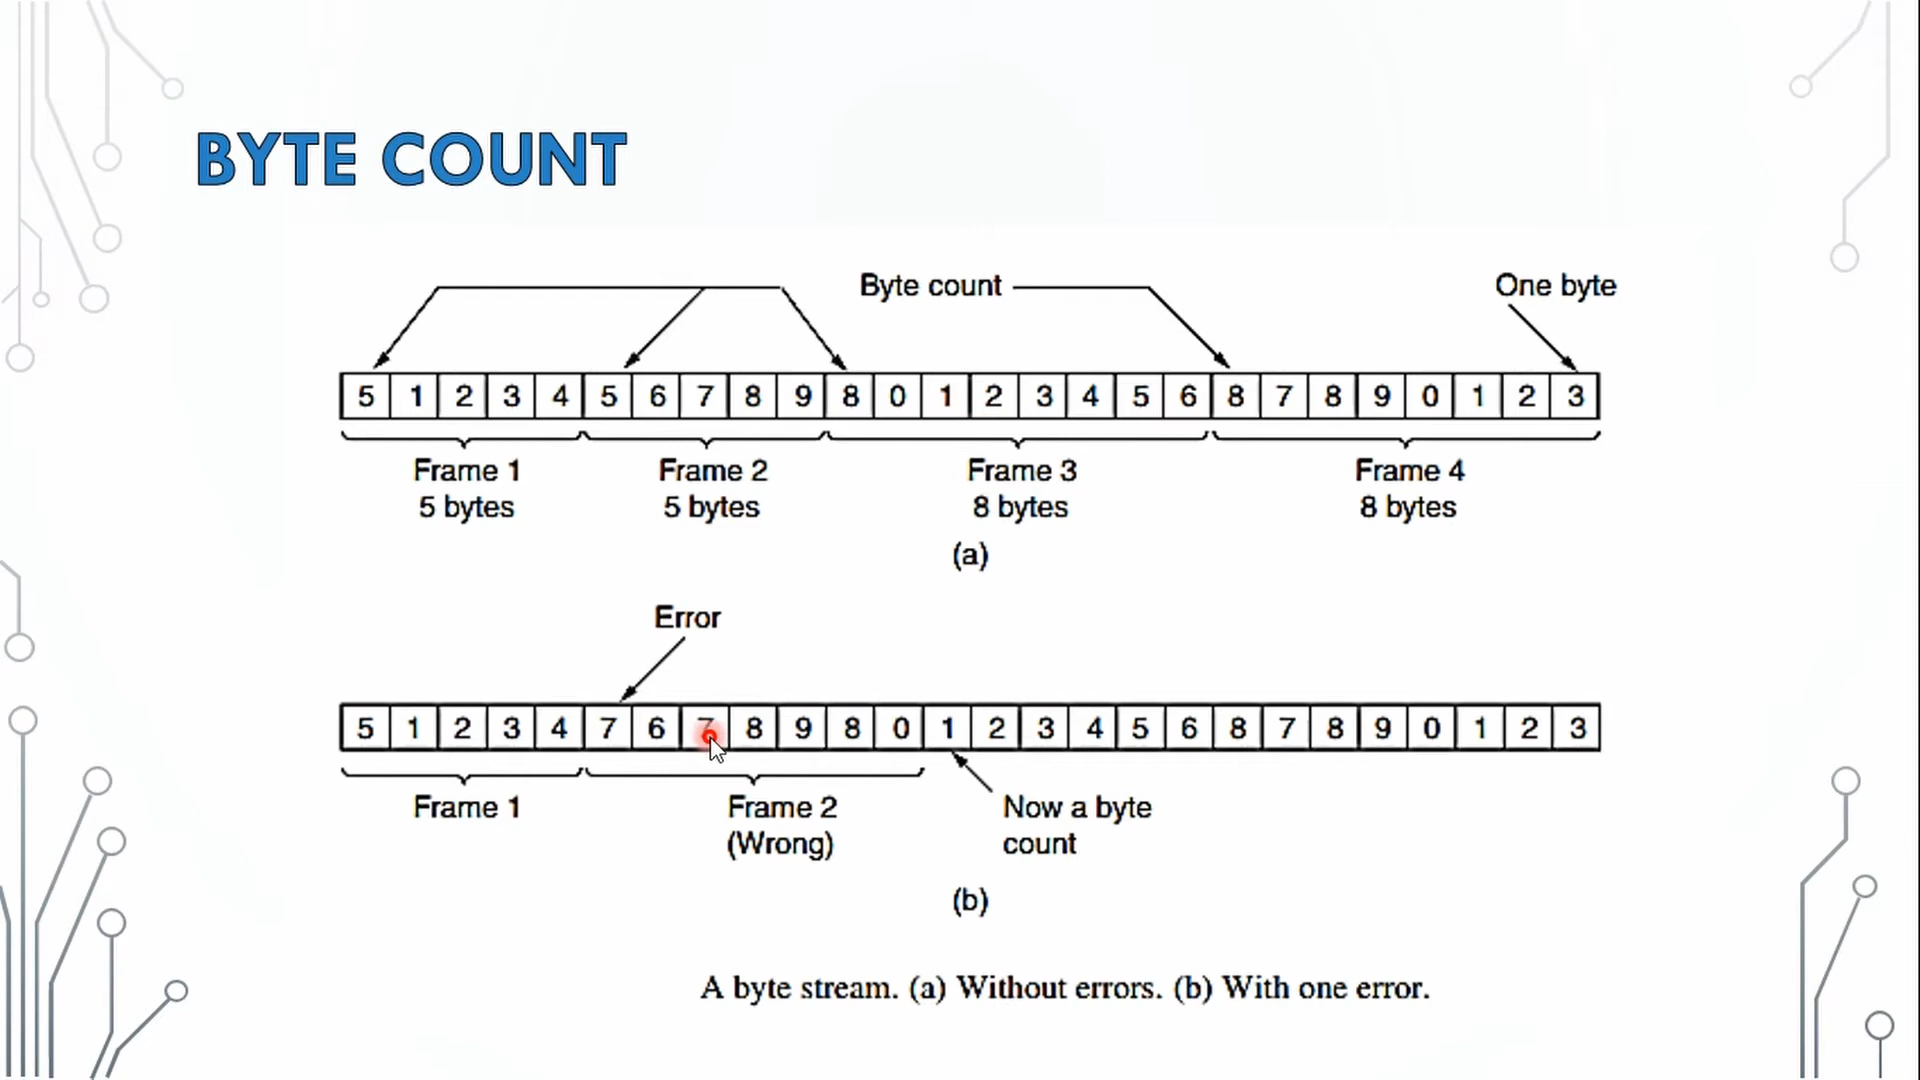 BYTE COUNT
Byte count
One byte
5 1 2 3 4 5 6 7 8 9 8 0 1 2 3 4 5 6 8 7 8 9 0 1 2 3
Frame 1 Frame 2 Frame 3 Frame 4
5 bytes 5 bytes 8 bytes 8 bytes
(a)
Error
5 1 2 3 4 7 6 7 8 9 8 0 1 2 3 4 5 6 8 7 8 9 0 1 2 3
Frame 1 Frame 2 Now a byte
(Wrong) count
(b)
A byte stream. (a) Without errors. (b) With one error.